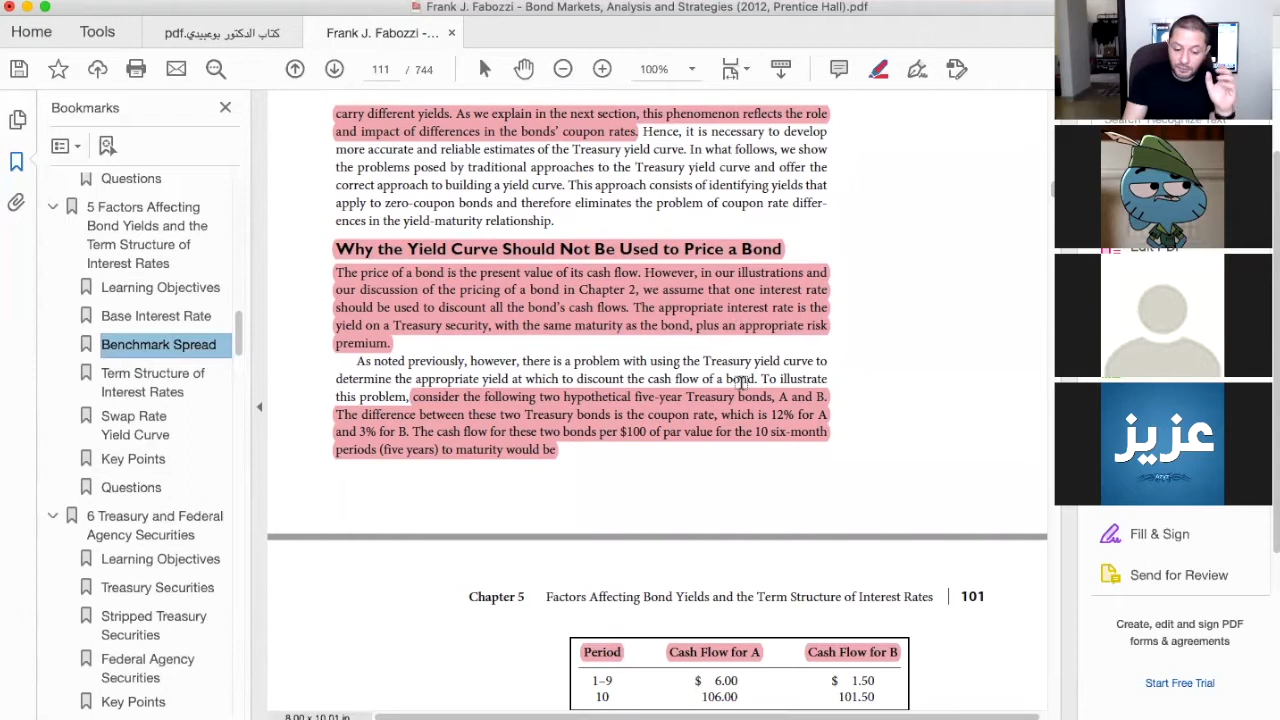 Frank J. Fabozzi - Bond Markets, Analysis and Strategies (2012, Prentice Hall).pdf
Home
Tools
كتاب الدكتور بوعبيدي.pdf
Frank J. Fabozzi -...
111 / 744
100%
Bookmarks
Questions
5 Factors Affecting
Bond Yields and the
Term Structure of
Interest Rates
Learning Objectives
Base Interest Rate
Benchmark Spread
Term Structure of
Interest Rates
Swap Rate
Yield Curve
Key Points
Questions
6 Treasury and Federal
Agency Securities
Learning Objectives
Treasury Securities
Stripped Treasury
Securities
Federal Agency
Securities
Key Points
carry different yields. As we explain in the next section, this phenomenon reflects the role
and impact of differences in the bonds' coupon rates. Hence, it is necessary to develop
more accurate and reliable estimates of the Treasury yield curve. In what follows, we show
the problems posed by traditional approaches to the Treasury yield curve and offer the
correct approach to building a yield curve. This approach consists of identifying yields that
apply to zero-coupon bonds and therefore eliminates the problem of coupon rate differ-
ences in the yield-maturity relationship.
Why the Yield Curve Should Not Be Used to Price a Bond
The price of a bond is the present value of its cash flow. However, in our illustrations and
our discussion of the pricing of a bond in Chapter 2, we assume that one interest rate
should be used to discount all the bond's cash flows. The appropriate interest rate is the
yield on a Treasury security, with the same maturity as the bond, plus an appropriate risk
premium.
As noted previously, however, there is a problem with using the Treasury yield curve to
determine the appropriate yield at which to discount the cash flow of a bond. To illustrate
this problem, consider the following two hypothetical five-year Treasury bonds, A and B.
The difference between these two Treasury bonds is the coupon rate, which is 12% for A
and 3% for B. The cash flow for these two bonds per $100 of par value for the 10 six-month
periods (five years) to maturity would be
Chapter 5 Factors Affecting Bond Yields and the Term Structure of Interest Rates 101
Period Cash Flow for A Cash Flow for B
1–9 $ 6.00 $ 1.50
10 106.00 101.50
8.00 x 10.01 in
Search 'Recognize Text'
Edit PDF
عزيز
Azyz
Fill & Sign
Send for Review
Create, edit and sign PDF
forms & agreements
Start Free Trial